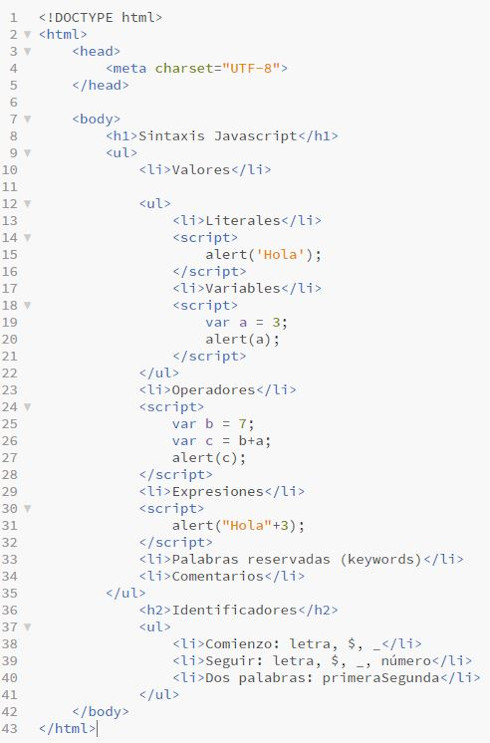 1 <!DOCTYPE html>
2 <html>
3     <head>
4         <meta charset="UTF-8">
5     </head>
6
7     <body>
8         <h1>Sintaxis Javascript</h1>
9         <ul>
10             <li>Valores</li>
11
12             <ul>
13                 <li>Literales</li>
14                 <script>
15                     alert('Hola');
16                 </script>
17                 <li>Variables</li>
18                 <script>
19                     var a = 3;
20                     alert(a);
21                 </script>
22             </ul>
23             <li>Operadores</li>
24             <script>
25                 var b = 7;
26                 var c = b+a;
27                 alert(c);
28             </script>
29             <li>Expresiones</li>
30             <script>
31                 alert("Hola"+3);
32             </script>
33             <li>Palabras reservadas (keywords)</li>
34             <li>Comentarios</li>
35         </ul>
36             <h2>Identificadores</h2>
37             <ul>
38                 <li>Comienzo: letra, $, _</li>
39                 <li>Seguir: letra, $, _, número</li>
40                 <li>Dos palabras: primeraSegunda</li>
41             </ul>
42     </body>
43 </html>